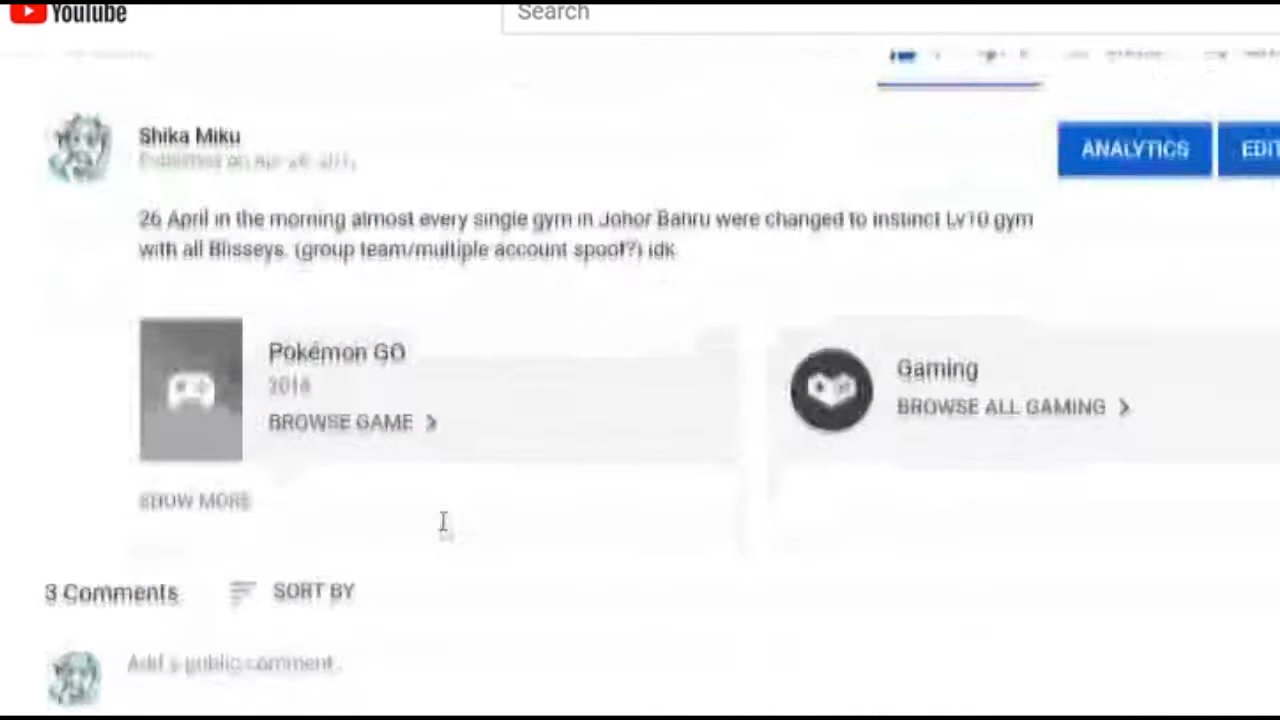 YouTube
Search
Shika Miku
ANALYTICS
EDIT
26 April in the morning almost every single gym in Johor Bahru were changed to instinct Lv10 gym
with all Blisseys. (group team/multiple account spoof?) idk
Pokémon GO
2016
BROWSE GAME
Gaming
BROWSE ALL GAMING
SHOW MORE
3 Comments
SORT BY
Add a public comment...